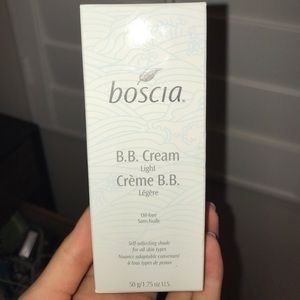 boscia®
B.B. Cream
Light
Crème B.B.
Légère
Oil-free
Sans huile
Self-adjusting shade
for all skin types
Nuance adaptable convenant
à tous types de peaux
50 g/1.75 oz U.S.